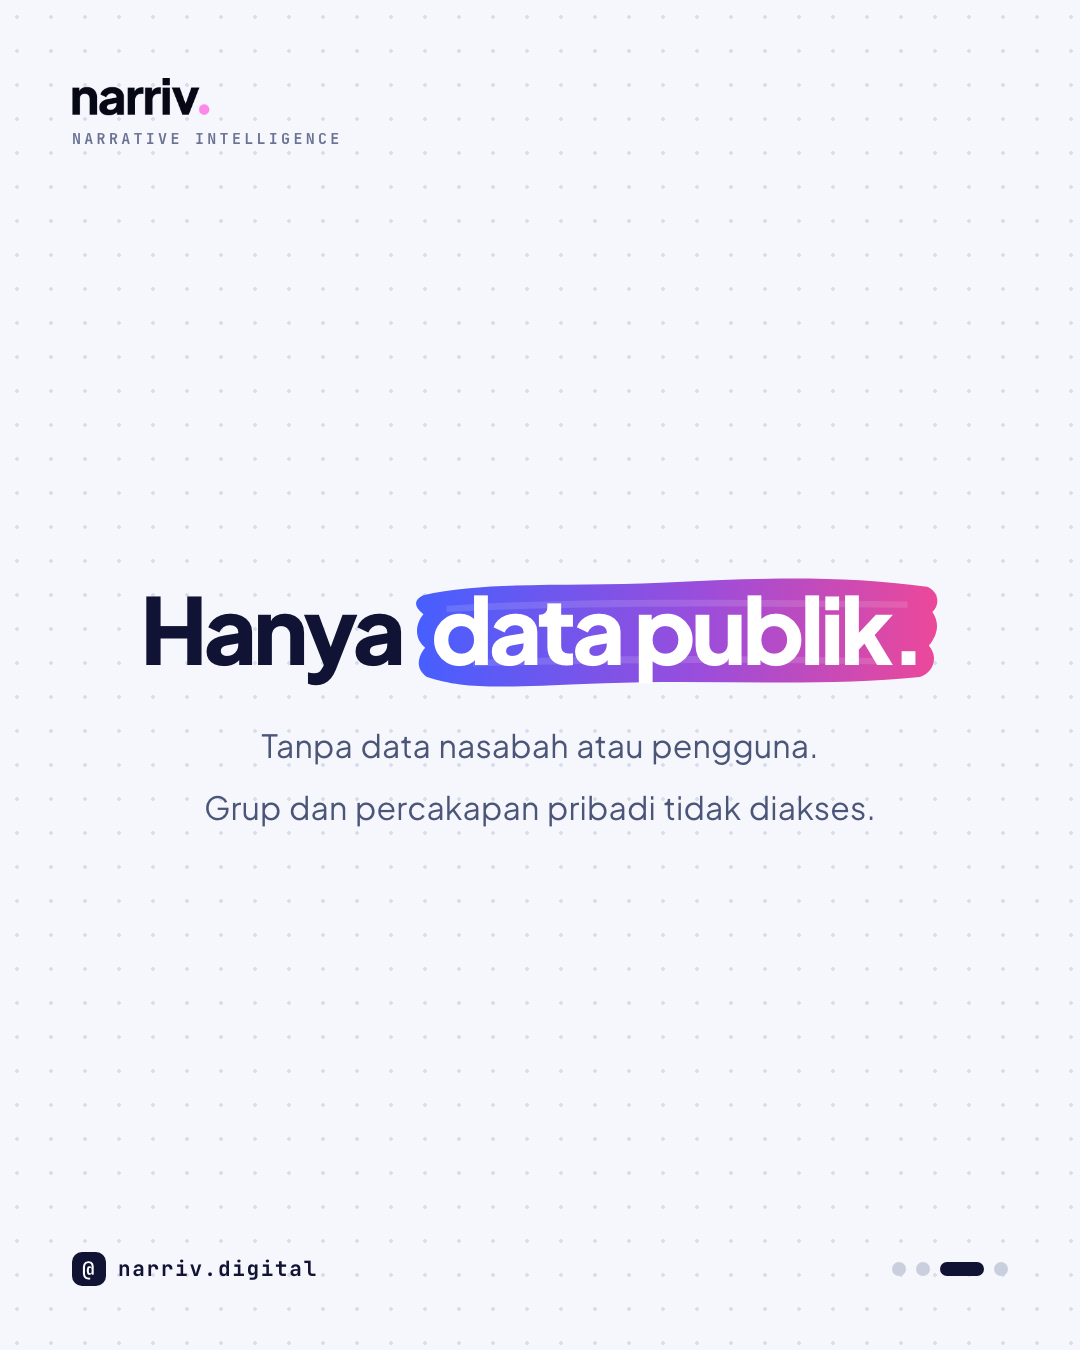 narriv.
NARRATIVE INTELLIGENCE
Hanya data publik.
Tanpa data nasabah atau pengguna.
Grup dan percakapan pribadi tidak diakses.
@ narriv.digital